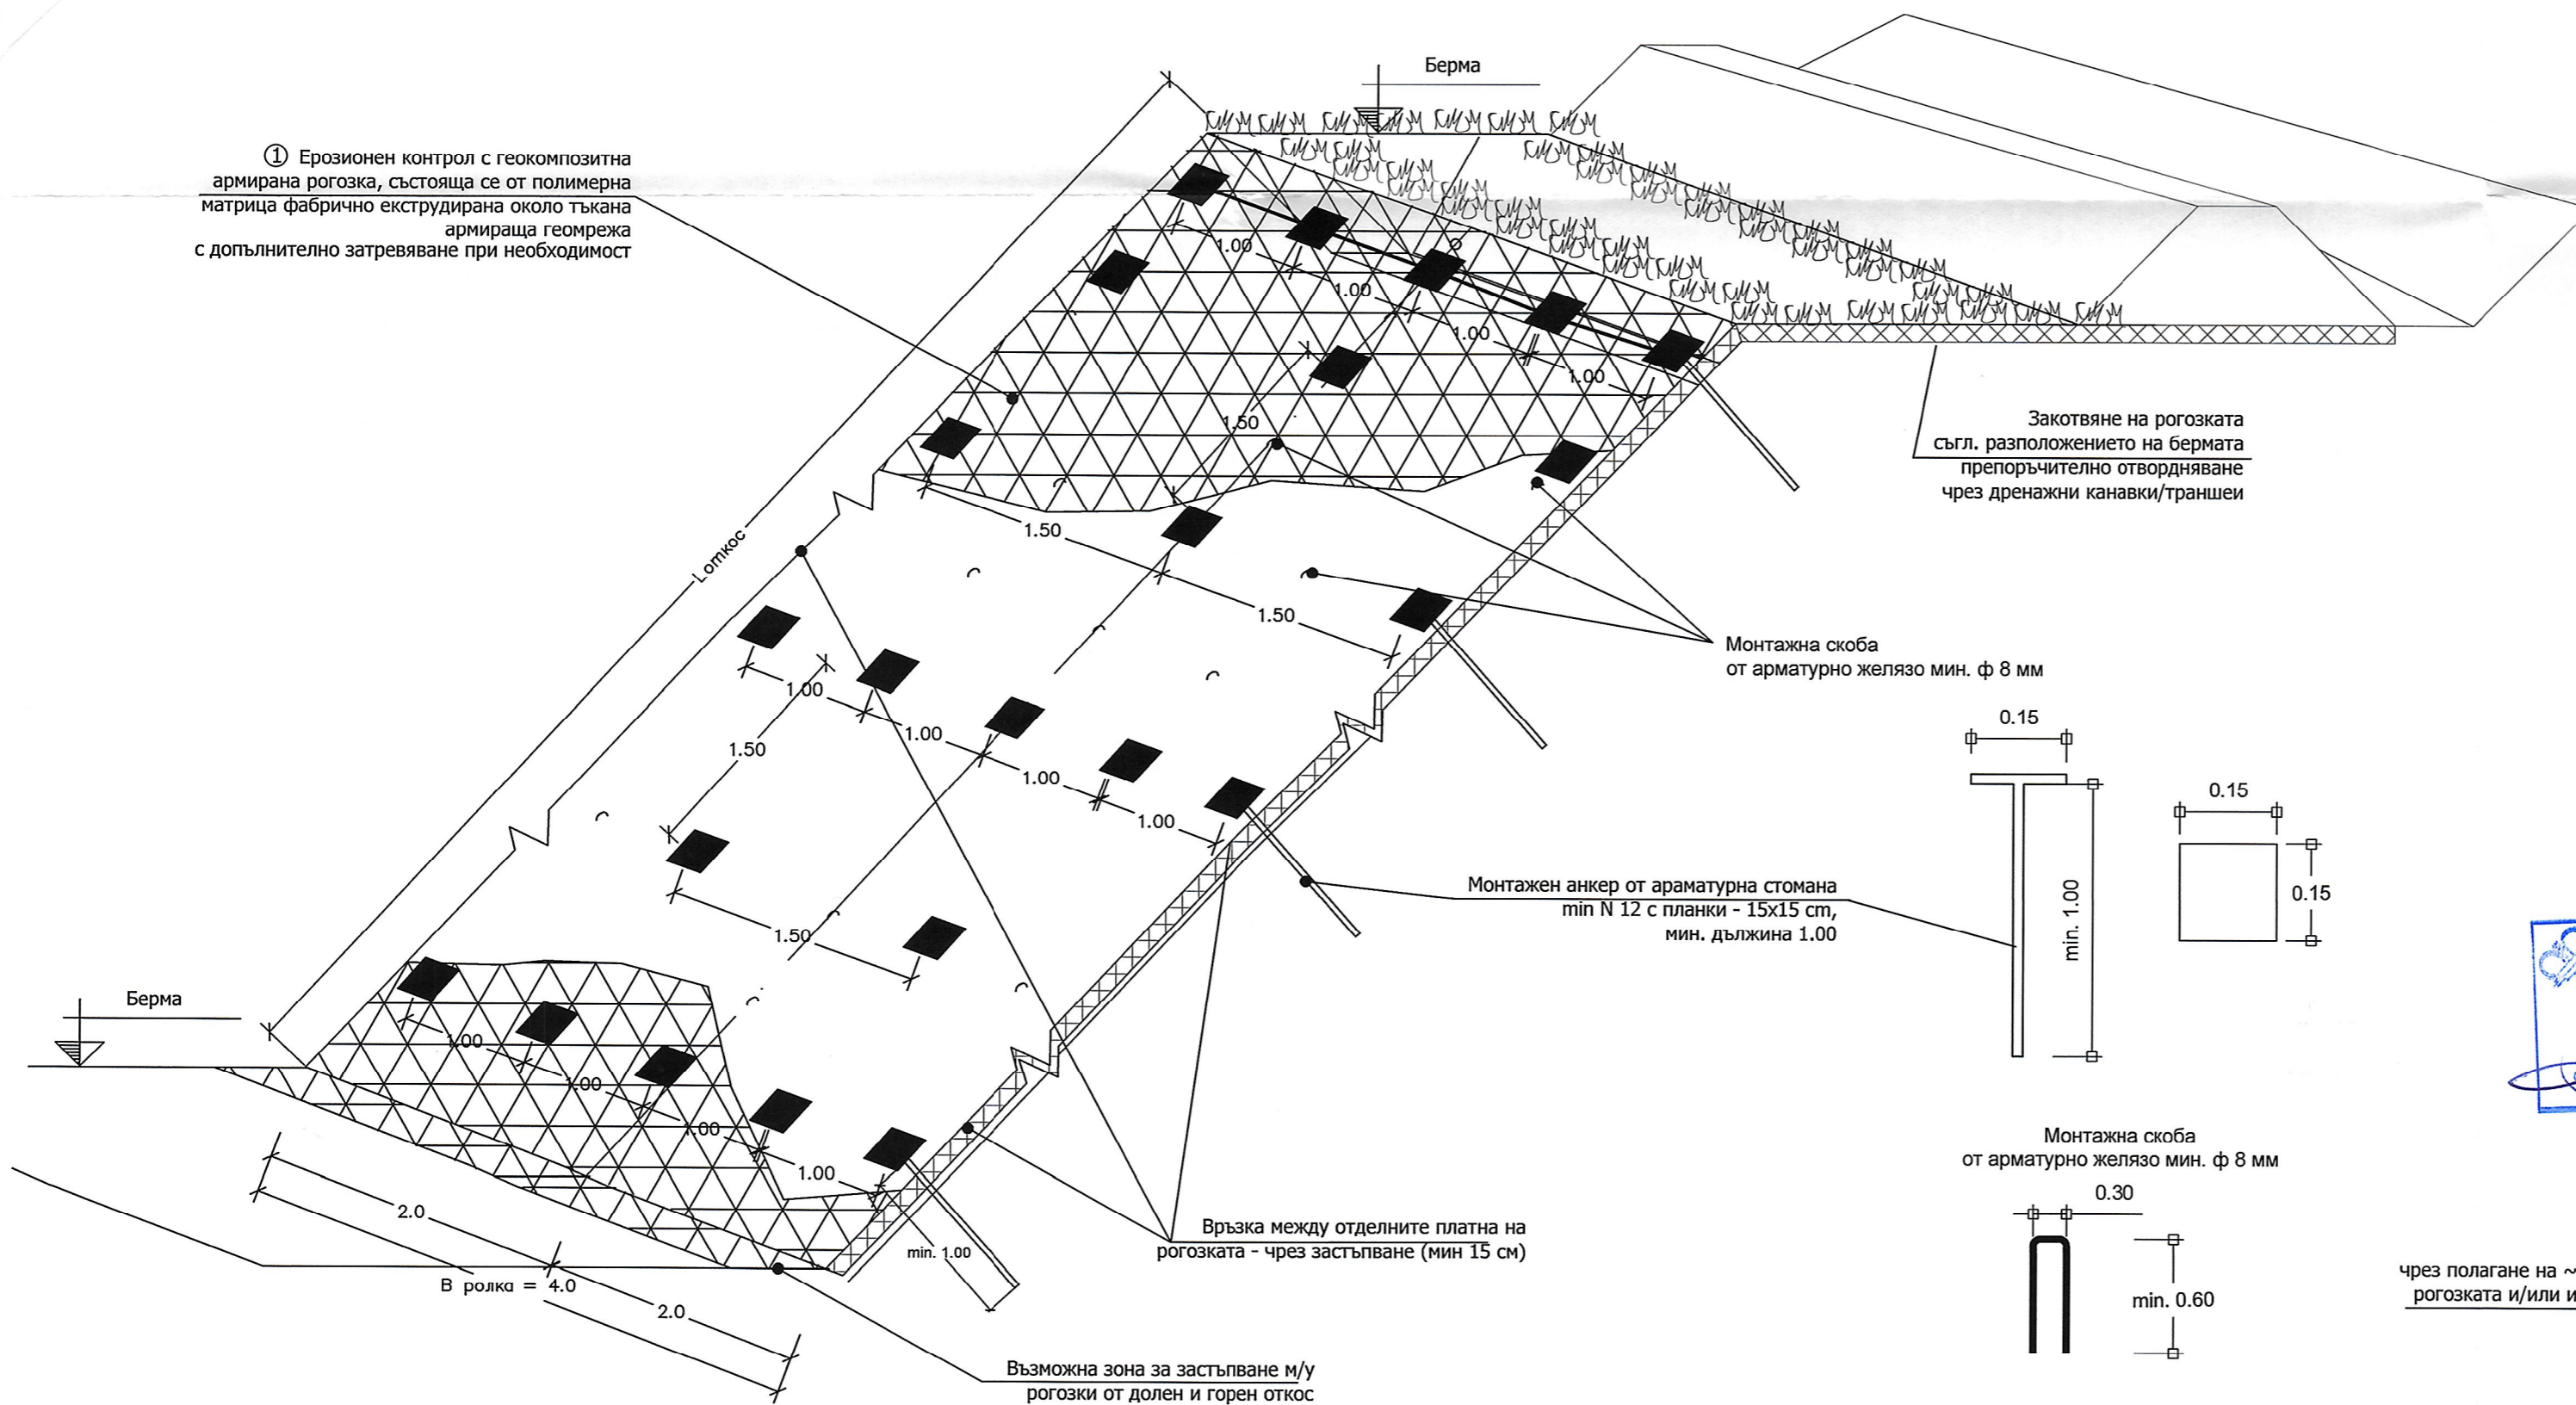 Берма
① Ерозионен контрол с геокомпозитна
армирана рогозка, състояща се от полимерна
матрица фабрично екструдирана около тъкана
армираща геомрежа
с допълнително затревяване при необходимост
1.00
1.00
1.00
1.00
1.50
Закотвяне на рогозката
съгл. разположението на бермата
препоръчително отвордняване
чрез дренажни канавки/траншеи
Lоткос
1.50
1.50
Монтажна скоба
от арматурно желязо мин. ф 8 мм
1.00
1.00
1.00
1.00
1.50
0.15
min. 1.00
0.15
0.15
Монтажен анкер от араматурна стомана
min N 12 с планки - 15x15 cm,
мин. дължина 1.00
1.50
Берма
1.00
1.00
1.00
1.00
min. 1.00
Монтажна скоба
от арматурно желязо мин. ф 8 мм
0.30
min. 0.60
2.0
В ролка = 4.0
2.0
Връзка между отделните платна на
рогозката - чрез застъпване (мин 15 см)
чрез полагане на ~
рогозката и/или и
Възможна зона за застъпване м/у
рогозки от долен и горен откос